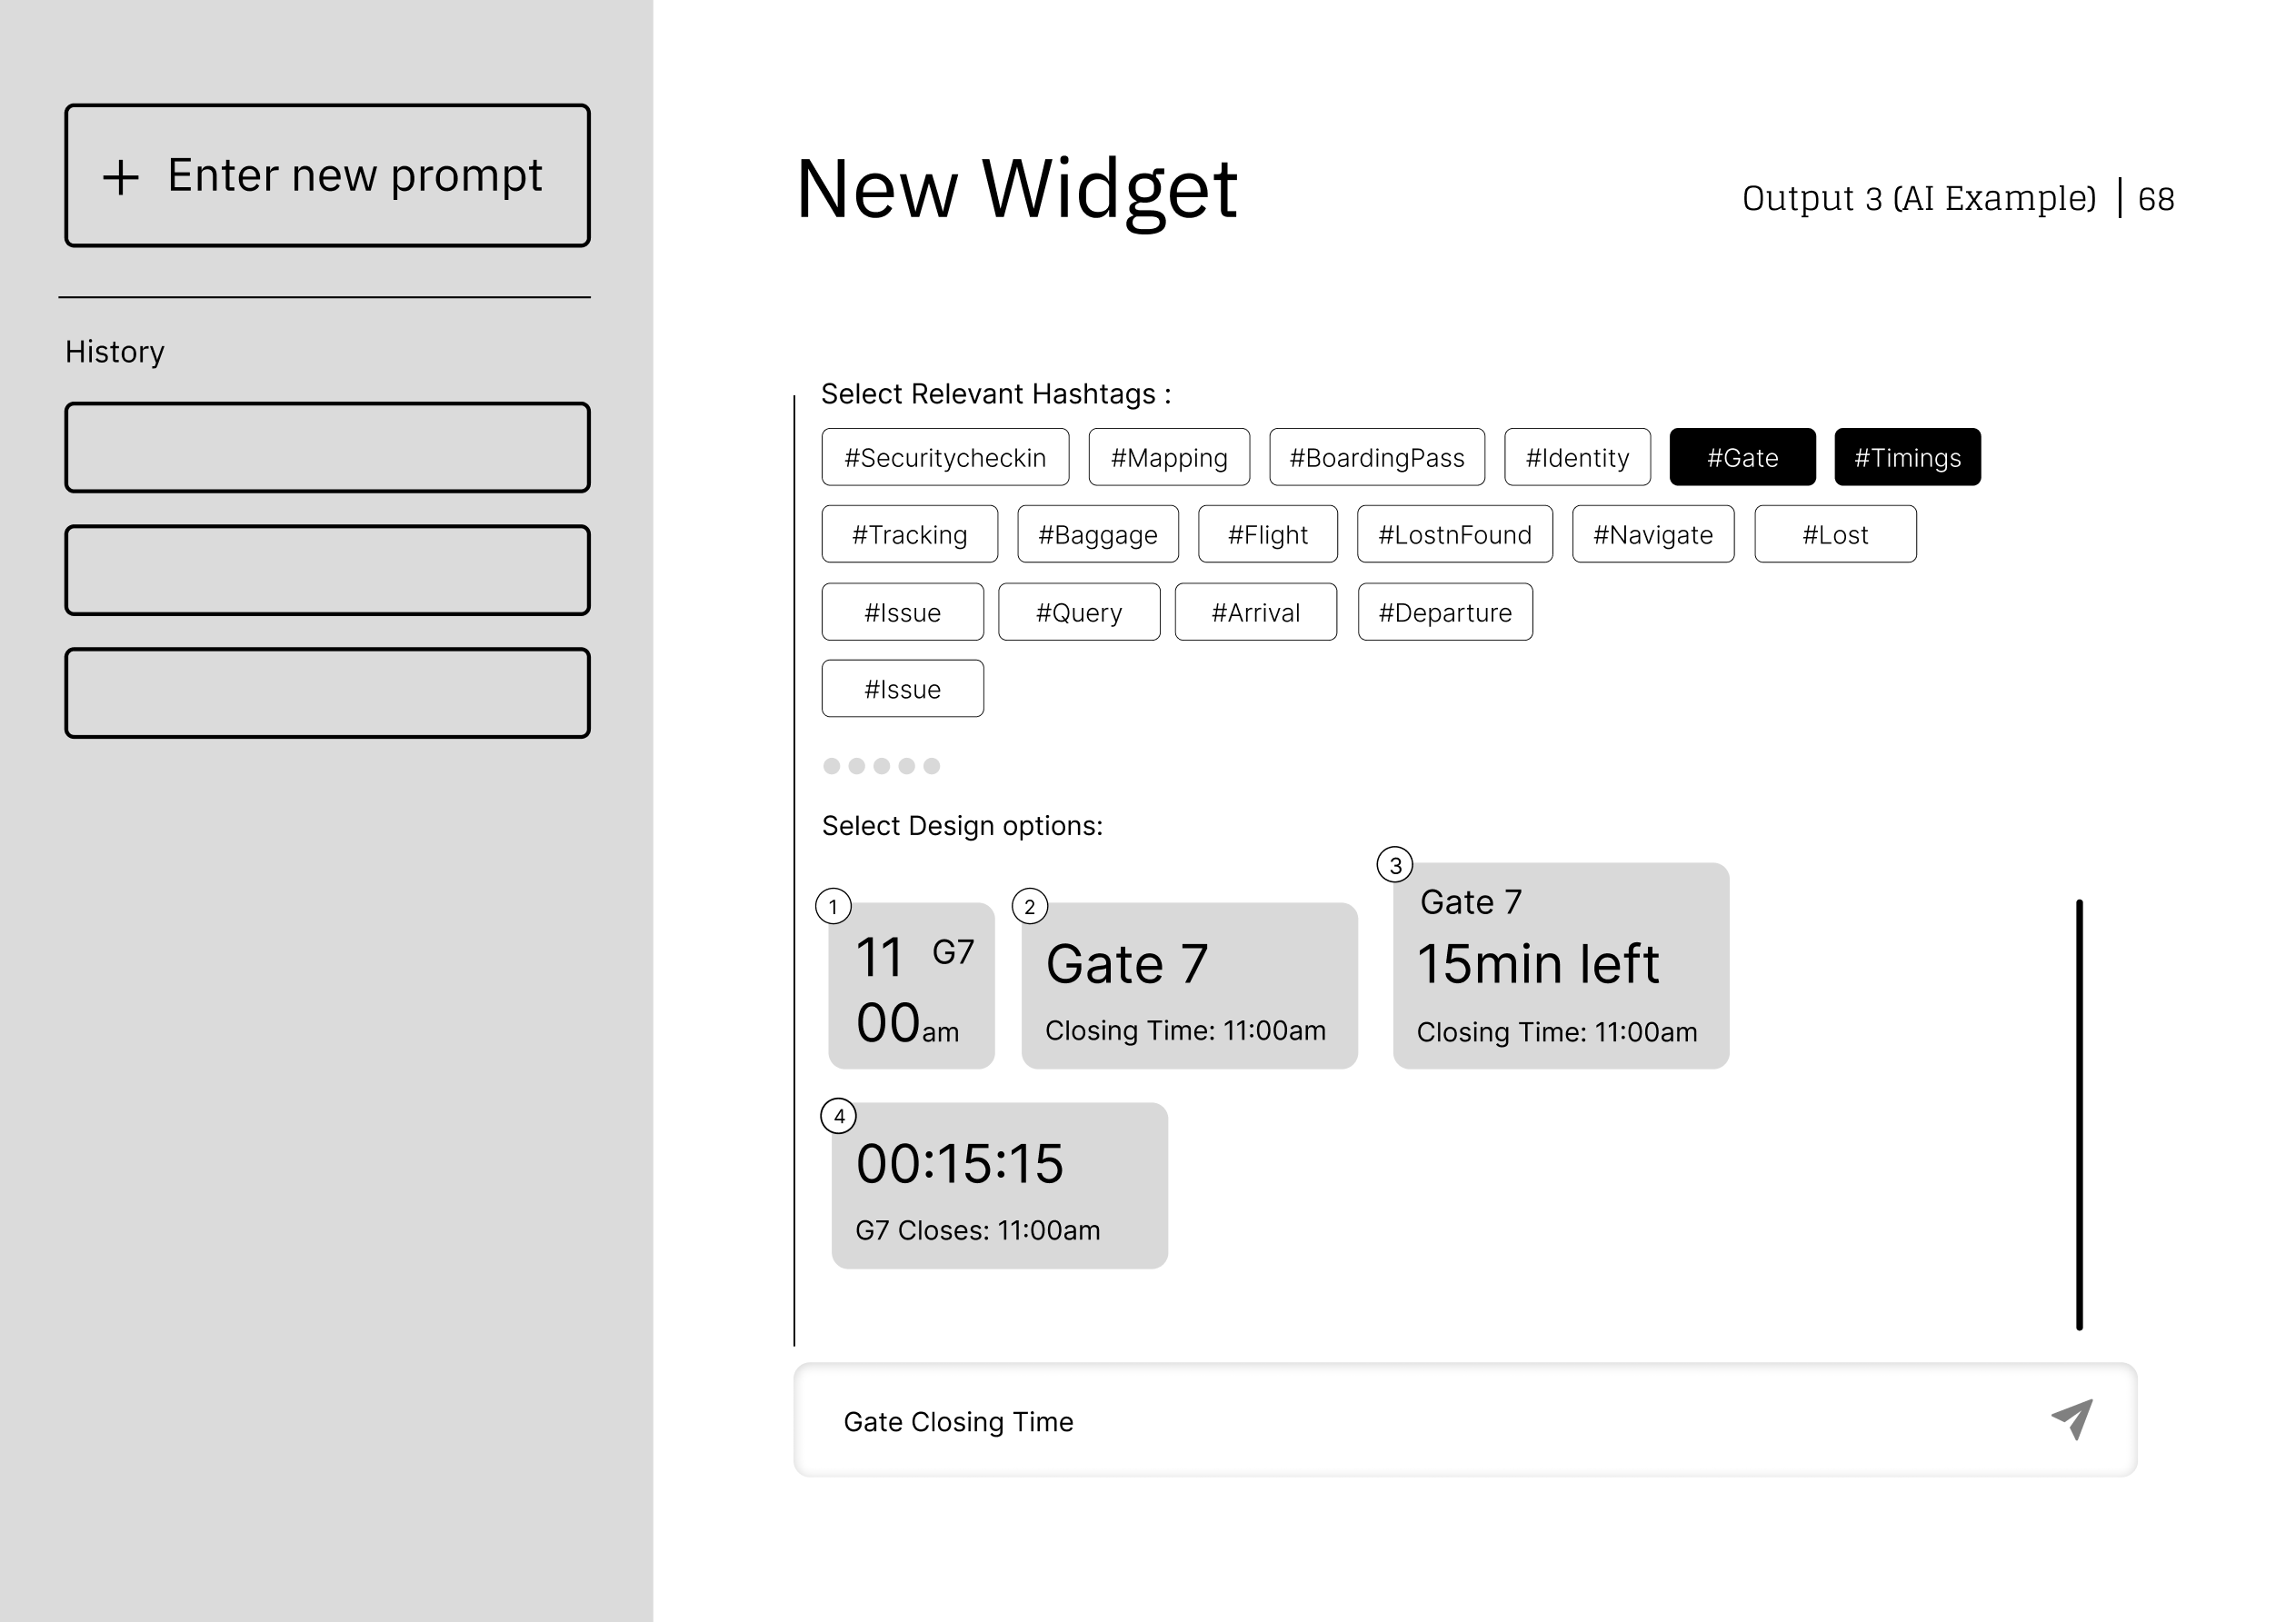 + Enter new prompt
History
New Widget
Output 3 (AI Example) | 68
Select Relevant Hashtags :
#Securitycheckin #Mapping #BoardingPass #Identity #Gate #Timings
#Tracking #Baggage #Flight #LostnFound #Navigate #Lost
#Issue #Query #Arrival #Departure
#Issue
Select Design options:
1
11 G7
00am
2
Gate 7
Closing Time: 11:00am
3
Gate 7
15min left
Closing Time: 11:00am
4
00:15:15
G7 Closes: 11:00am
Gate Closing Time